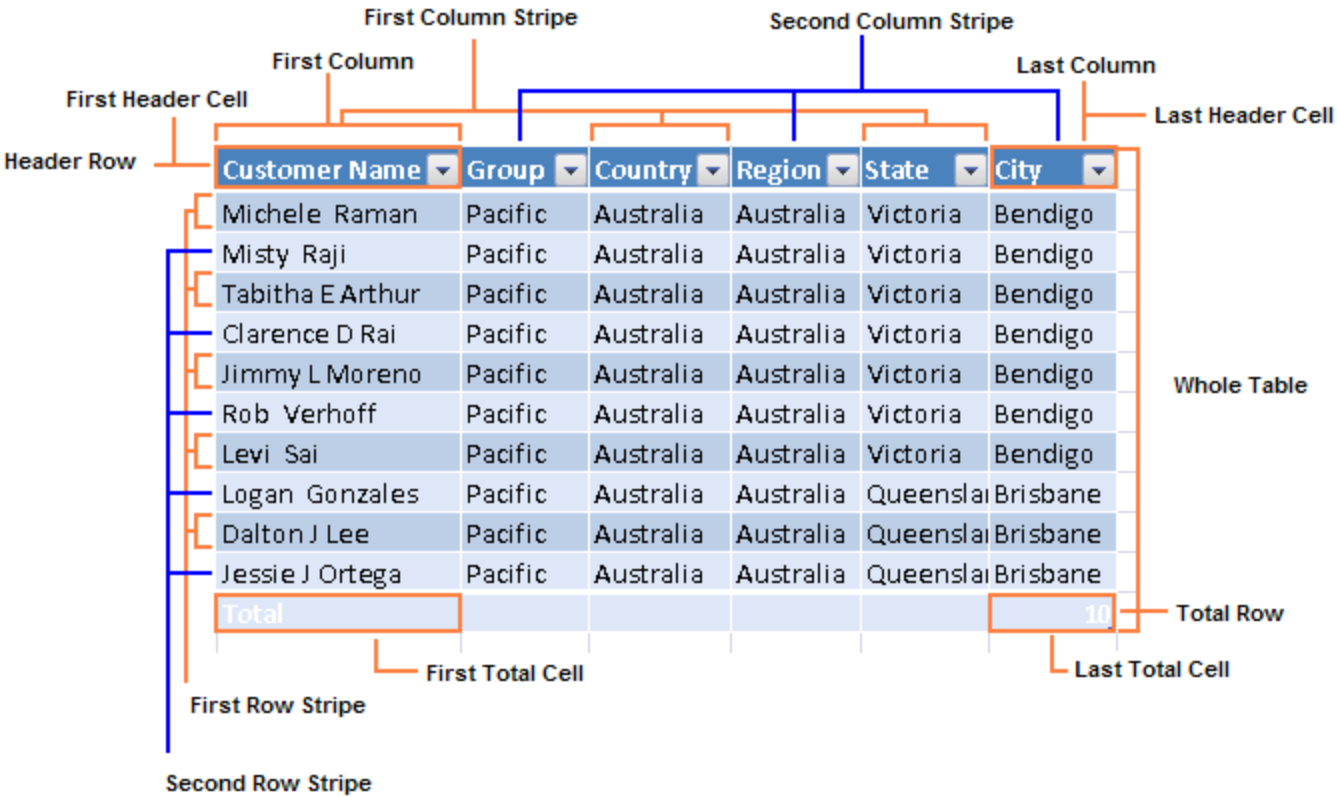 First Column Stripe
Second Column Stripe
First Column
Last Column
First Header Cell
Last Header Cell
Header Row
Customer Name Group Country Region State City
Michele Raman Pacific Australia Australia Victoria Bendigo
Misty Raji Pacific Australia Australia Victoria Bendigo
Tabitha E Arthur Pacific Australia Australia Victoria Bendigo
Clarence D Rai Pacific Australia Australia Victoria Bendigo
Jimmy L Moreno Pacific Australia Australia Victoria Bendigo
Whole Table
Rob Verhoff Pacific Australia Australia Victoria Bendigo
Levi Sai Pacific Australia Australia Victoria Bendigo
Logan Gonzales Pacific Australia Australia Queensla Brisbane
Dalton J Lee Pacific Australia Australia Queensla Brisbane
Jessie J Ortega Pacific Australia Australia Queensla Brisbane
Total 10
Total Row
First Total Cell
Last Total Cell
First Row Stripe
Second Row Stripe